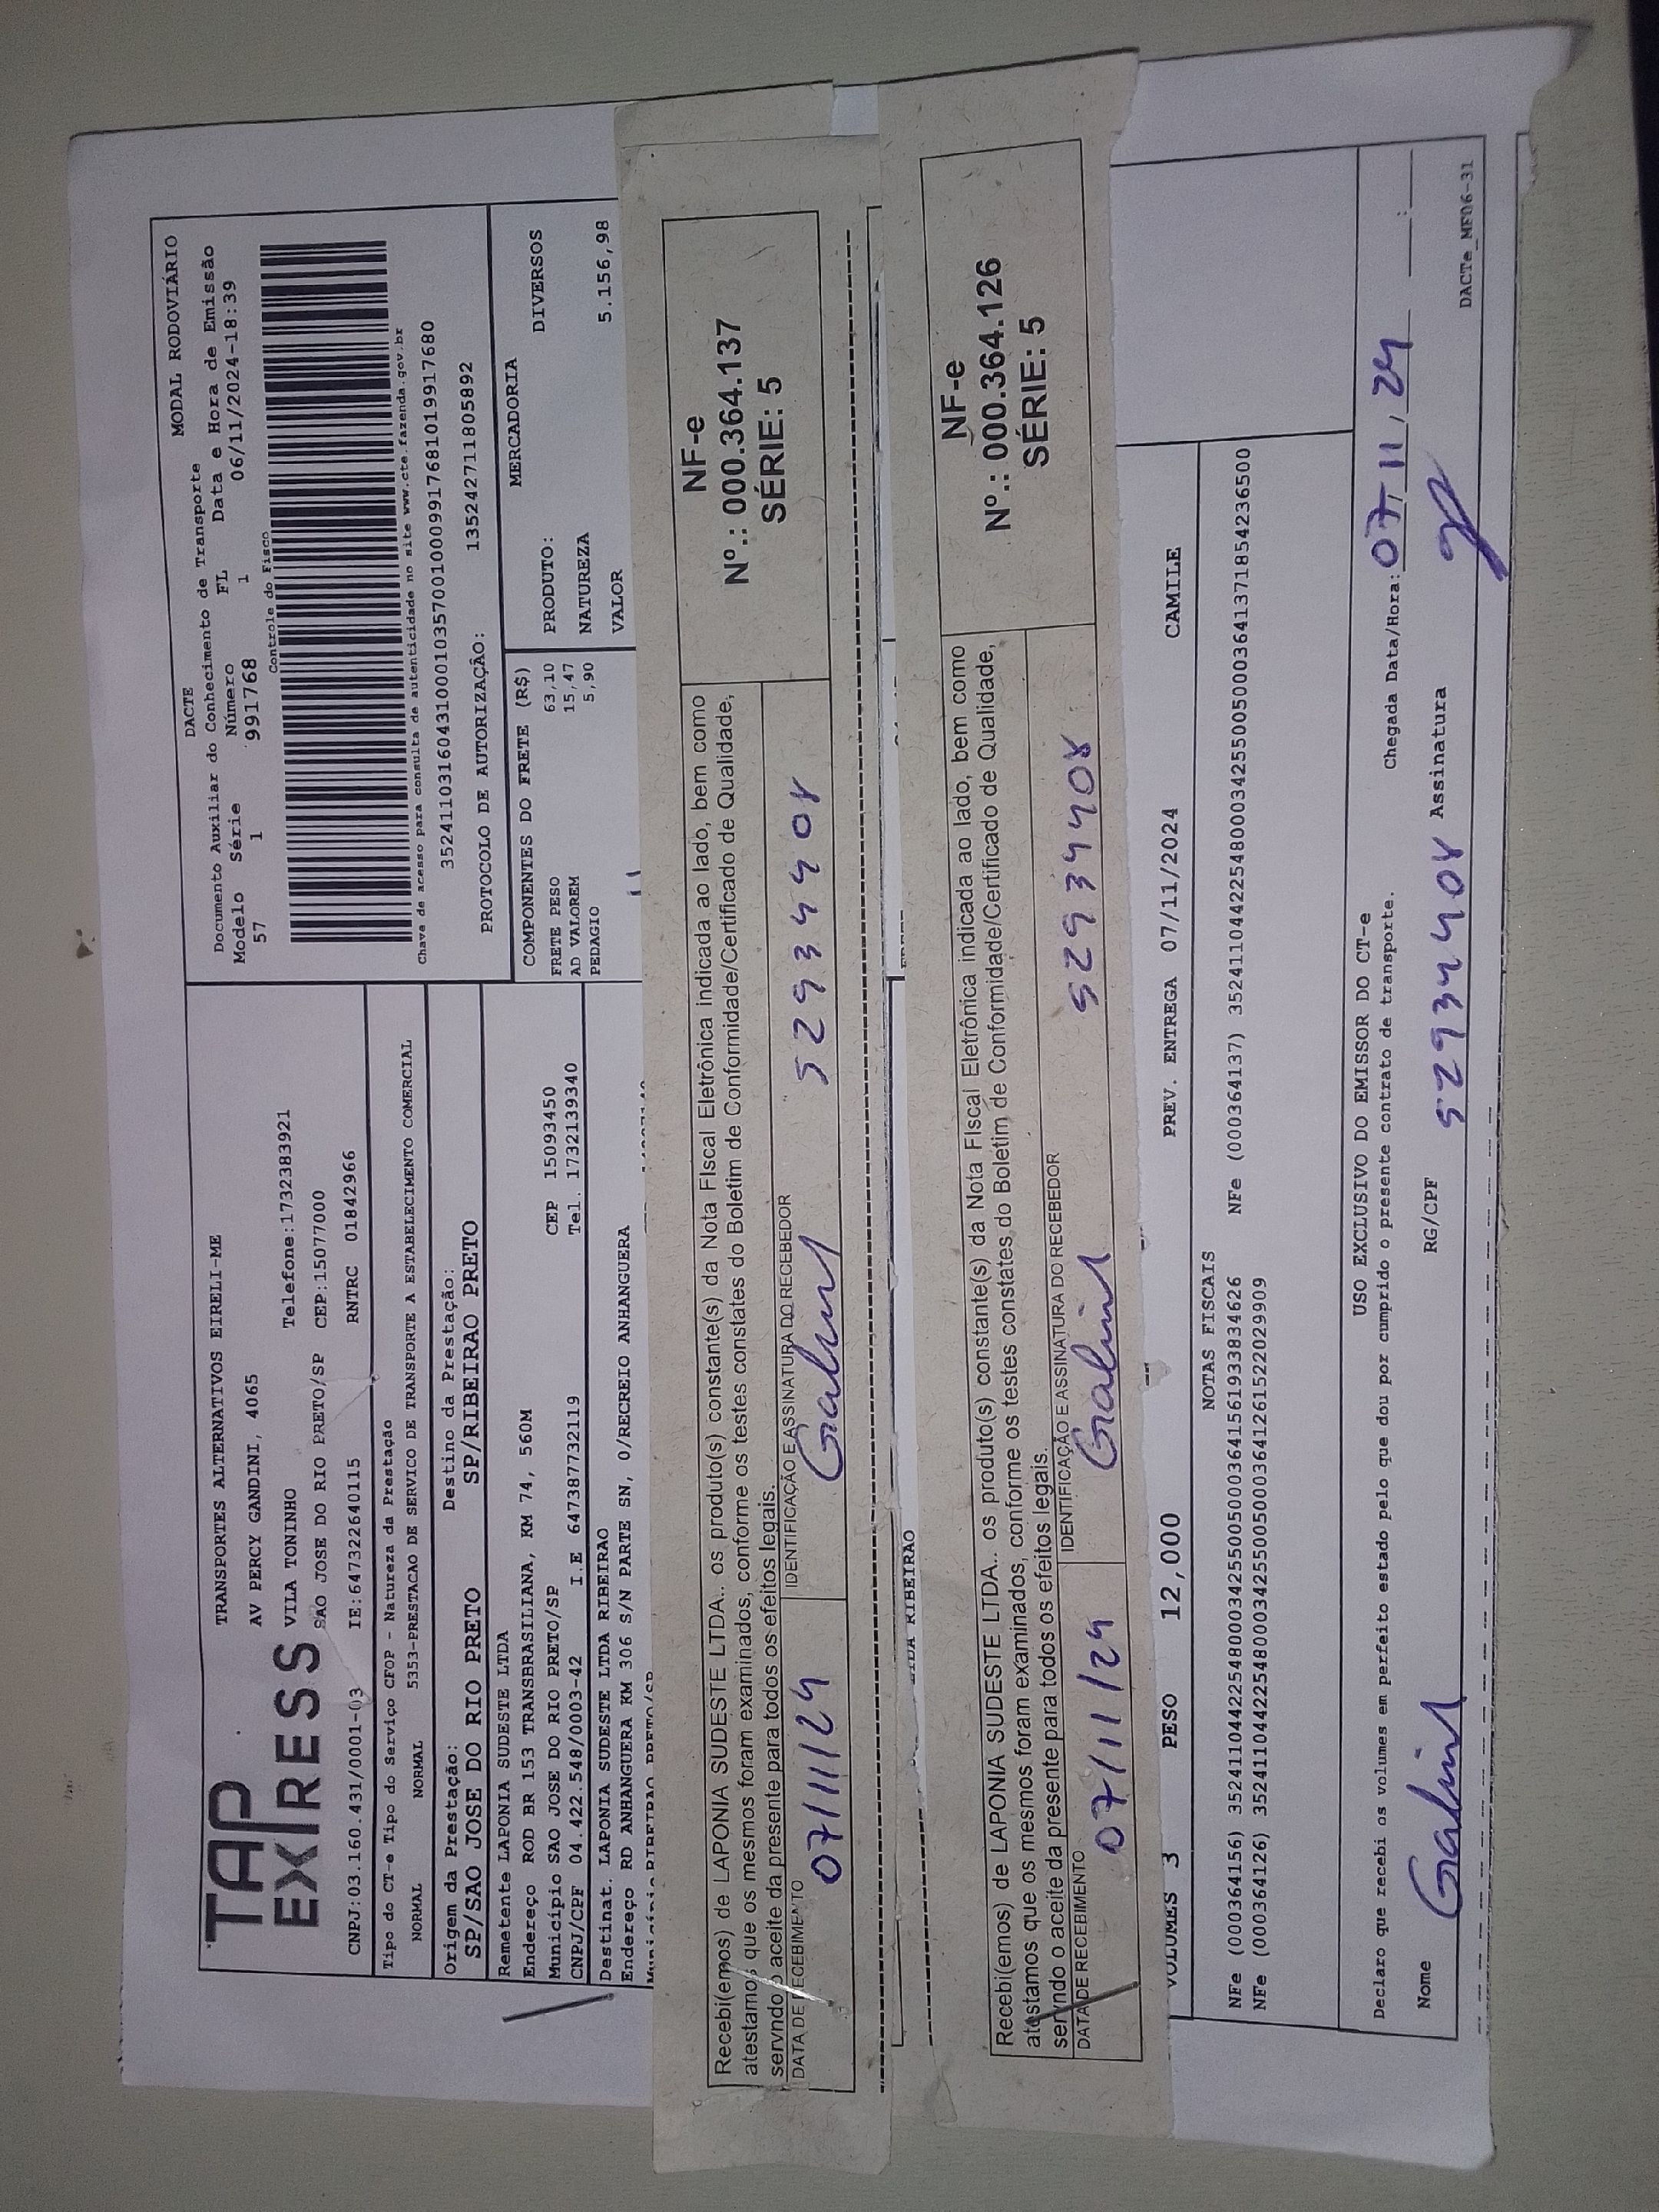 TAP
EXPRESS
TRANSPORTES ALTERNATIVOS EIRELI-ME
AV PERCY GANDINI, 4065
VILA TONINHO Telefone:1732383921
SAO JOSE DO RIO PRETO/SP CEP:15077000
CNPJ:03.160.431/0001-03 IE:647322640115 RNTRC 01842966
DACTE MODAL RODOVIÁRIO
Documento Auxiliar do Conhecimento de Transporte
Modelo Série Número FL Data e Hora de Emissão
57 1 991768 1 06/11/2024-18:39
Controle do Fisco
Chave de acesso para consulta de autenticidade no site www.cte.fazenda.gov.br
35241103160431000103570010009917681019917680
PROTOCOLO DE AUTORIZAÇÃO: 135242711805892
Tipo do CT-e Tipo do Serviço CFOP - Natureza da Prestação
NORMAL NORMAL 5353-PRESTACAO DE SERVICO DE TRANSPORTE A ESTABELECIMENTO COMERCIAL
Origem da Prestação: Destino da Prestação:
SP/SAO JOSE DO RIO PRETO SP/RIBEIRAO PRETO
Remetente LAPONIA SUDESTE LTDA
Endereço ROD BR 153 TRANSBRASILIANA, KM 74, 560M
Município SAO JOSE DO RIO PRETO/SP CEP 15093450
CNPJ/CPF 04.422.548/0003-42 I.E 647387732119 Tel. 1732139340
Destinat. LAPONIA SUDESTE LTDA RIBEIRAO
Endereço RD ANHANGUERA KM 306 S/N PARTE SN, 0/RECREIO ANHANGUERA
Município RIBEIRAO PRETO/SP
COMPONENTES DO FRETE (R$)
FRETE PESO 63,10
AD VALOREM 15,47
PEDAGIO 5,90
MERCADORIA
PRODUTO: DIVERSOS
NATUREZA
VALOR 5.156,98
Recebi(emos) de LAPONIA SUDESTE LTDA.. os produto(s) constante(s) da Nota FIscal Eletrônica indicada ao lado, bem como
atestamos que os mesmos foram examinados, conforme os testes constates do Boletim de Conformidade/Certificado de Qualidade,
servndo o aceite da presente para todos os efeitos legais.
DATA DE RECEBIMENTO IDENTIFICAÇÃO E ASSINATURA DO RECEBEDOR
07/11/24 52934408
NF-e
Nº.: 000.364.137
SÉRIE: 5
RIBEIRAO
Recebi(emos) de LAPONIA SUDESTE LTDA.. os produto(s) constante(s) da Nota FIscal Eletrônica indicada ao lado, bem como
atestamos que os mesmos foram examinados, conforme os testes constates do Boletim de Conformidade/Certificado de Qualidade,
servndo o aceite da presente para todos os efeitos legais.
DATA DE RECEBIMENTO IDENTIFICAÇÃO E ASSINATURA DO RECEBEDOR
07/11/24 52934408
NF-e
Nº.: 000.364.126
SÉRIE: 5
VOLUMES 3 PESO 12,000 PREV. ENTREGA 07/11/2024 CAMILE
NOTAS FISCAIS
NFe (000364156) 35241104422548000342550050003641561933834626 NFe (000364137) 35241104422548000342550050003641371854236500
NFe (000364126) 35241104422548000342550050003641261522029909
USO EXCLUSIVO DO EMISSOR DO CT-e
Declaro que recebi os volumes em perfeito estado pelo que dou por cumprido o presente contrato de transporte. Chegada Data/Hora: 07/11/24 :
Nome RG/CPF 52934408 Assinatura
DACTe_MF06-31